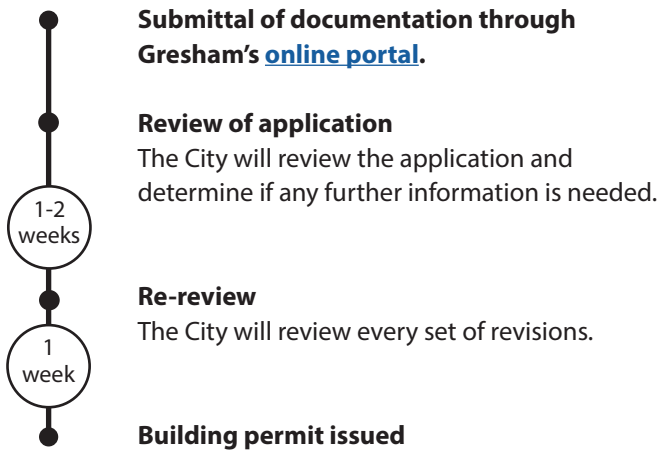 Submittal of documentation through
Gresham's online portal.
Review of application
The City will review the application and
determine if any further information is needed.
1-2
weeks
Re-review
The City will review every set of revisions.
1
week
Building permit issued